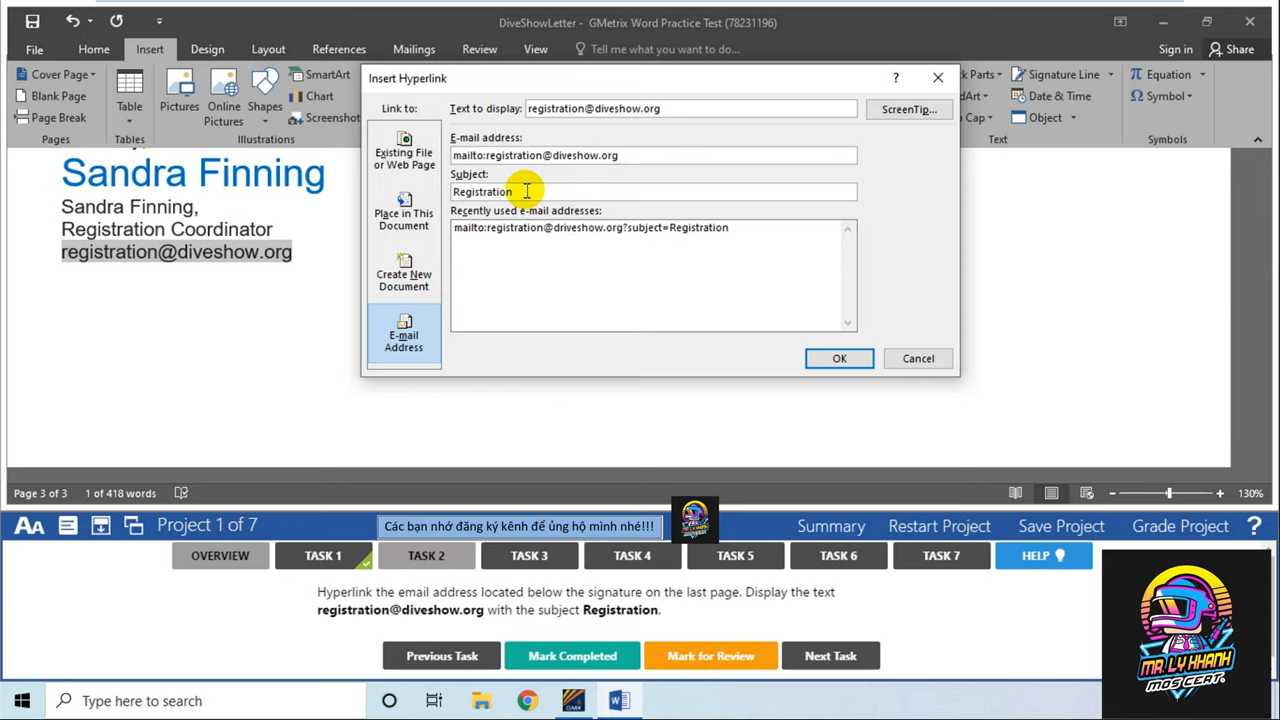 DiveShowLetter - GMetrix Word Practice Test (78231196)
File Home Insert Design Layout References Mailings Review View Tell me what you want to do... Sign in Share
Cover Page
Blank Page
Page Break
Pages
Table
Tables
Pictures
Online
Pictures
Shapes
SmartArt
Chart
Screenshot
Illustrations
Insert Hyperlink
?
Link to:
Text to display: registration@diveshow.org
ScreenTip...
Existing File
or Web Page
Place in This
Document
Create New
Document
E-mail
Address
E-mail address:
mailto:registration@diveshow.org
Subject:
Registration
Recently used e-mail addresses:
mailto:registration@driveshow.org?subject=Registration
OK Cancel
k Parts
dArt
Cap
Signature Line
Date & Time
Object
Text
Equation
Symbol
Symbols
Sandra Finning
Sandra Finning,
Registration Coordinator
registration@diveshow.org
Page 3 of 3 1 of 418 words
130%
AA Project 1 of 7
Các bạn nhớ đăng ký kênh để ủng hộ mình nhé!!!
Summary Restart Project Save Project Grade Project ?
OVERVIEW TASK 1 TASK 2 TASK 3 TASK 4 TASK 5 TASK 6 TASK 7 HELP
Hyperlink the email address located below the signature on the last page. Display the text
registration@diveshow.org with the subject Registration.
Previous Task Mark Completed Mark for Review Next Task
MR. LY KHANH
MOS CERT.
Type here to search
GMX